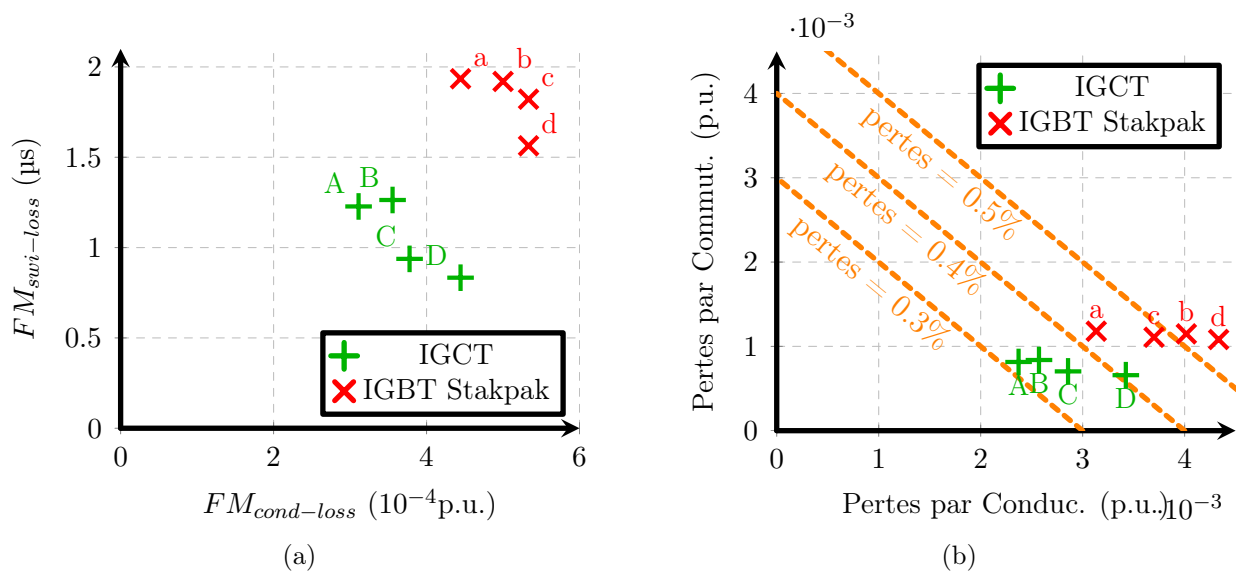 2
1.5
1
0.5
0
0
2
4
6
FM_{swi-loss} (µs)
FM_{cond-loss} (10^{-4}p.u.)
a
b
c
d
A
B
C
D
IGCT
IGBT Stakpak
(a)
·10^{-3}
4
3
2
1
0
0
1
2
3
4
Pertes par Commut. (p.u.)
Pertes par Conduc. (p.u.)
10^{-3}
pertes = 0.5%
pertes = 0.4%
pertes = 0.3%
a
c
b
d
A
B
C
D
IGCT
IGBT Stakpak
(b)